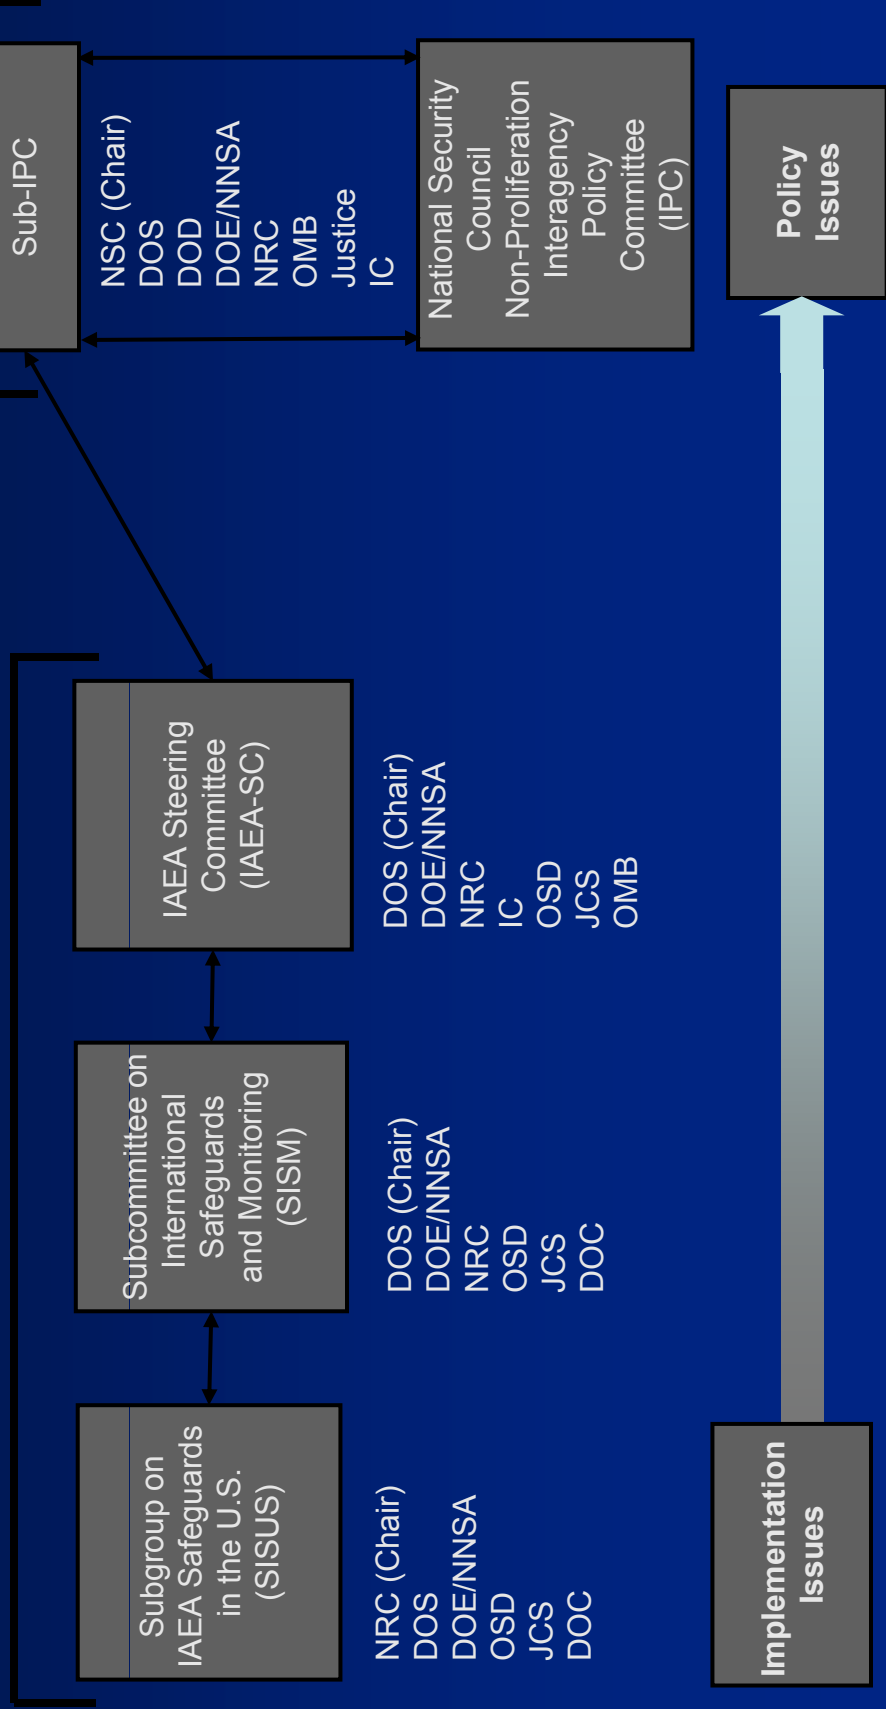 Subgroup on
IAEA Safeguards
in the U.S.
(SISUS)
NRC (Chair)
DOS
DOE/NNSA
OSD
JCS
DOC
Subcommittee on
International
Safeguards
and Monitoring
(SISM)
DOS (Chair)
DOE/NNSA
NRC
OSD
JCS
DOC
IAEA Steering
Committee
(IAEA-SC)
DOS (Chair)
DOE/NNSA
NRC
IC
OSD
JCS
OMB
Sub-IPC
NSC (Chair)
DOS
DOD
DOE/NNSA
NRC
OMB
Justice
IC
National Security
Council
Non-Proliferation
Interagency
Policy
Committee
(IPC)
Implementation
Issues
Policy
Issues